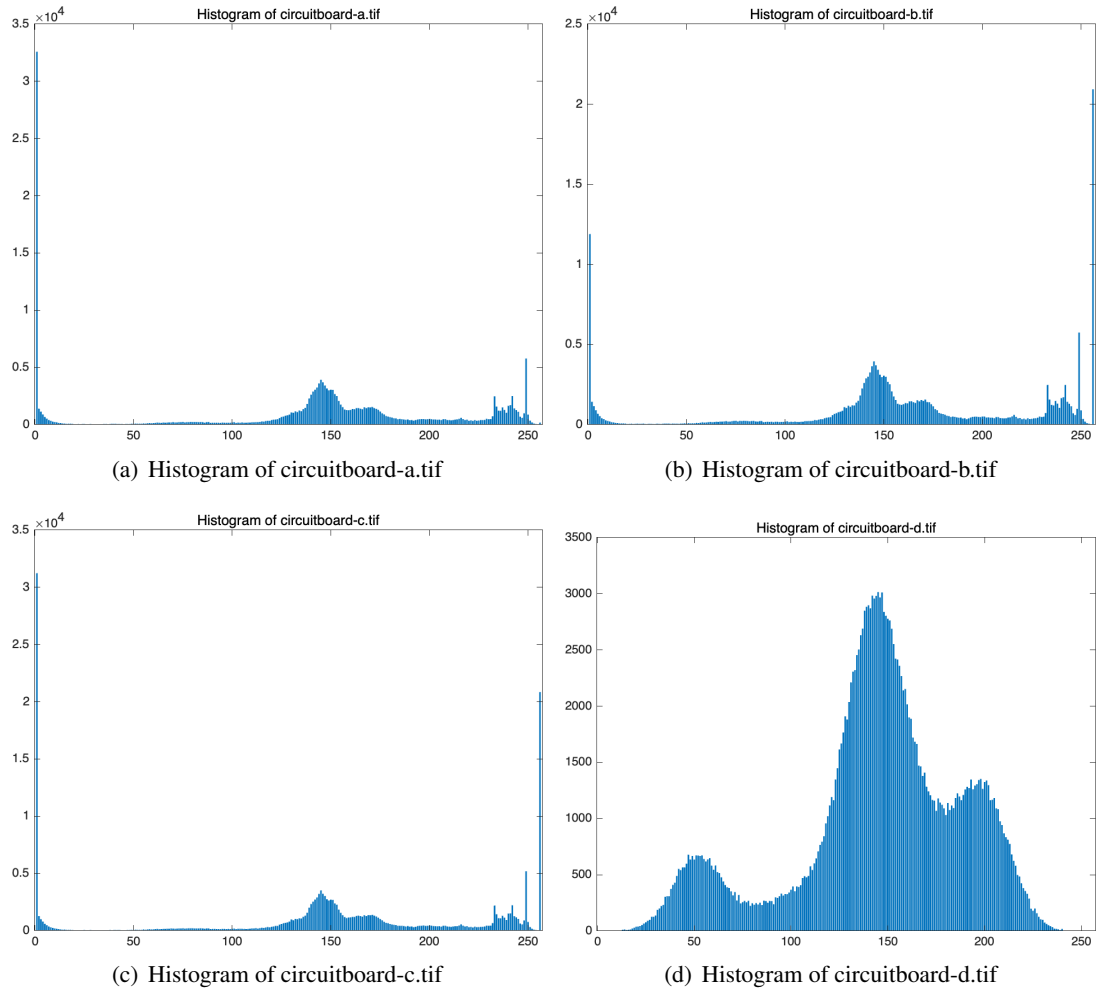 Histogram of circuitboard-a.tif
×10^4
3.5
3
2.5
2
1.5
1
0.5
0
0 50 100 150 200 250
(a) Histogram of circuitboard-a.tif
Histogram of circuitboard-b.tif
×10^4
2.5
2
1.5
1
0.5
0
0 50 100 150 200 250
(b) Histogram of circuitboard-b.tif
Histogram of circuitboard-c.tif
×10^4
3.5
3
2.5
2
1.5
1
0.5
0
0 50 100 150 200 250
(c) Histogram of circuitboard-c.tif
Histogram of circuitboard-d.tif
3500
3000
2500
2000
1500
1000
500
0
0 50 100 150 200 250
(d) Histogram of circuitboard-d.tif